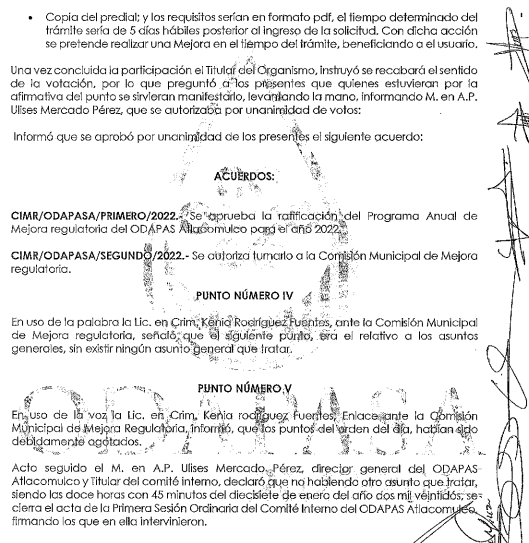 • Copia del predial; y los requisitos serían en formato pdf, el tiempo determinado del
trámite sería de 5 días hábiles posterior al ingreso de la solicitud. Con dicha acción
se pretende realizar una Mejora en el tiempo del trámite, beneficiando a el usuario.
Una vez concluida la participación el Titular del Organismo, instruyó se recabará el sentido
de la votación, por lo que preguntó a los presentes que quienes estuvieran por la
afirmativa del punto se sirvieran manifestarlo, levantando la mano, informando M. en A.P.
Ulises Mercado Pérez, que se autorizaba por unanimidad de votos:
Informó que se aprobó por unanimidad de los presentes el siguiente acuerdo:
ACUERDOS:
CIMR/ODAPASA/PRIMERO/2022.- Se aprueba la ratificación del Programa Anual de
Mejora regulatoria del ODAPAS Atlacomulco para el año 2022.
CIMR/ODAPASA/SEGUNDO/2022.- Se autoriza turnarlo a la Comisión Municipal de Mejora
regulatoria.
PUNTO NÚMERO IV
En uso de la palabra la Lic. en Crim. Kenia Rodríguez Fuentes, ante la Comisión Municipal
de Mejora regulatoria, señaló que el siguiente punto, era el relativo a los asuntos
generales, sin existir ningún asunto general que tratar.
PUNTO NÚMERO V
En uso de la voz la Lic. en Crim. Kenia rodríguez Fuentes, Enlace ante la Comisión
Municipal de Mejora Regulatoria, informó, que los puntos del orden del día, habían sido
debidamente agotados.
Acto seguido el M. en A.P. Ulises Mercado Pérez, director general del ODAPAS
Atlacomulco y Titular del comité interno, declaró que no habiendo otro asunto que tratar,
siendo las doce horas con 45 minutos del diecisiete de enero del año dos mil veintidós, se
cierra el acta de la Primera Sesión Ordinaria del Comité Interno del ODAPAS Atlacomulco,
firmando los que en ella intervinieron.
ODAPASA